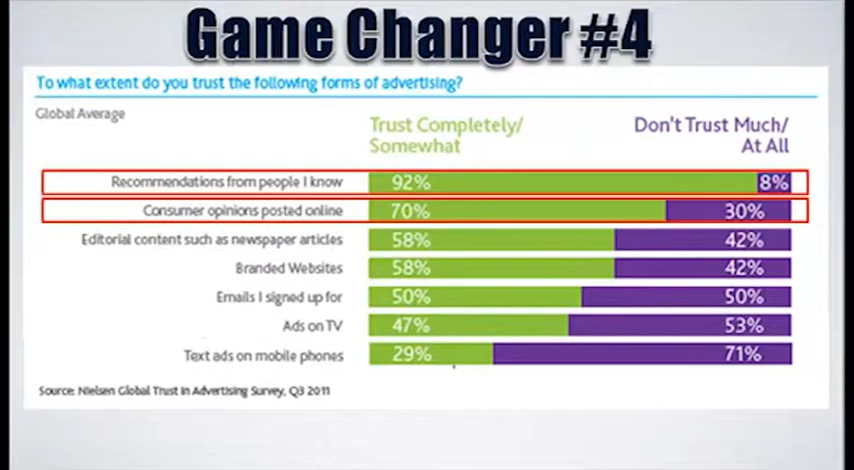 Game Changer #4
To what extent do you trust the following forms of advertising?
Global Average
Trust Completely/
Somewhat
Don't Trust Much/
At All
Recommendations from people I know 92% 8%
Consumer opinions posted online 70% 30%
Editorial content such as newspaper articles 58% 42%
Branded Websites 58% 42%
Emails I signed up for 50% 50%
Ads on TV 47% 53%
Text ads on mobile phones 29% 71%
Source: Nielsen Global Trust in Advertising Survey, Q3 2011